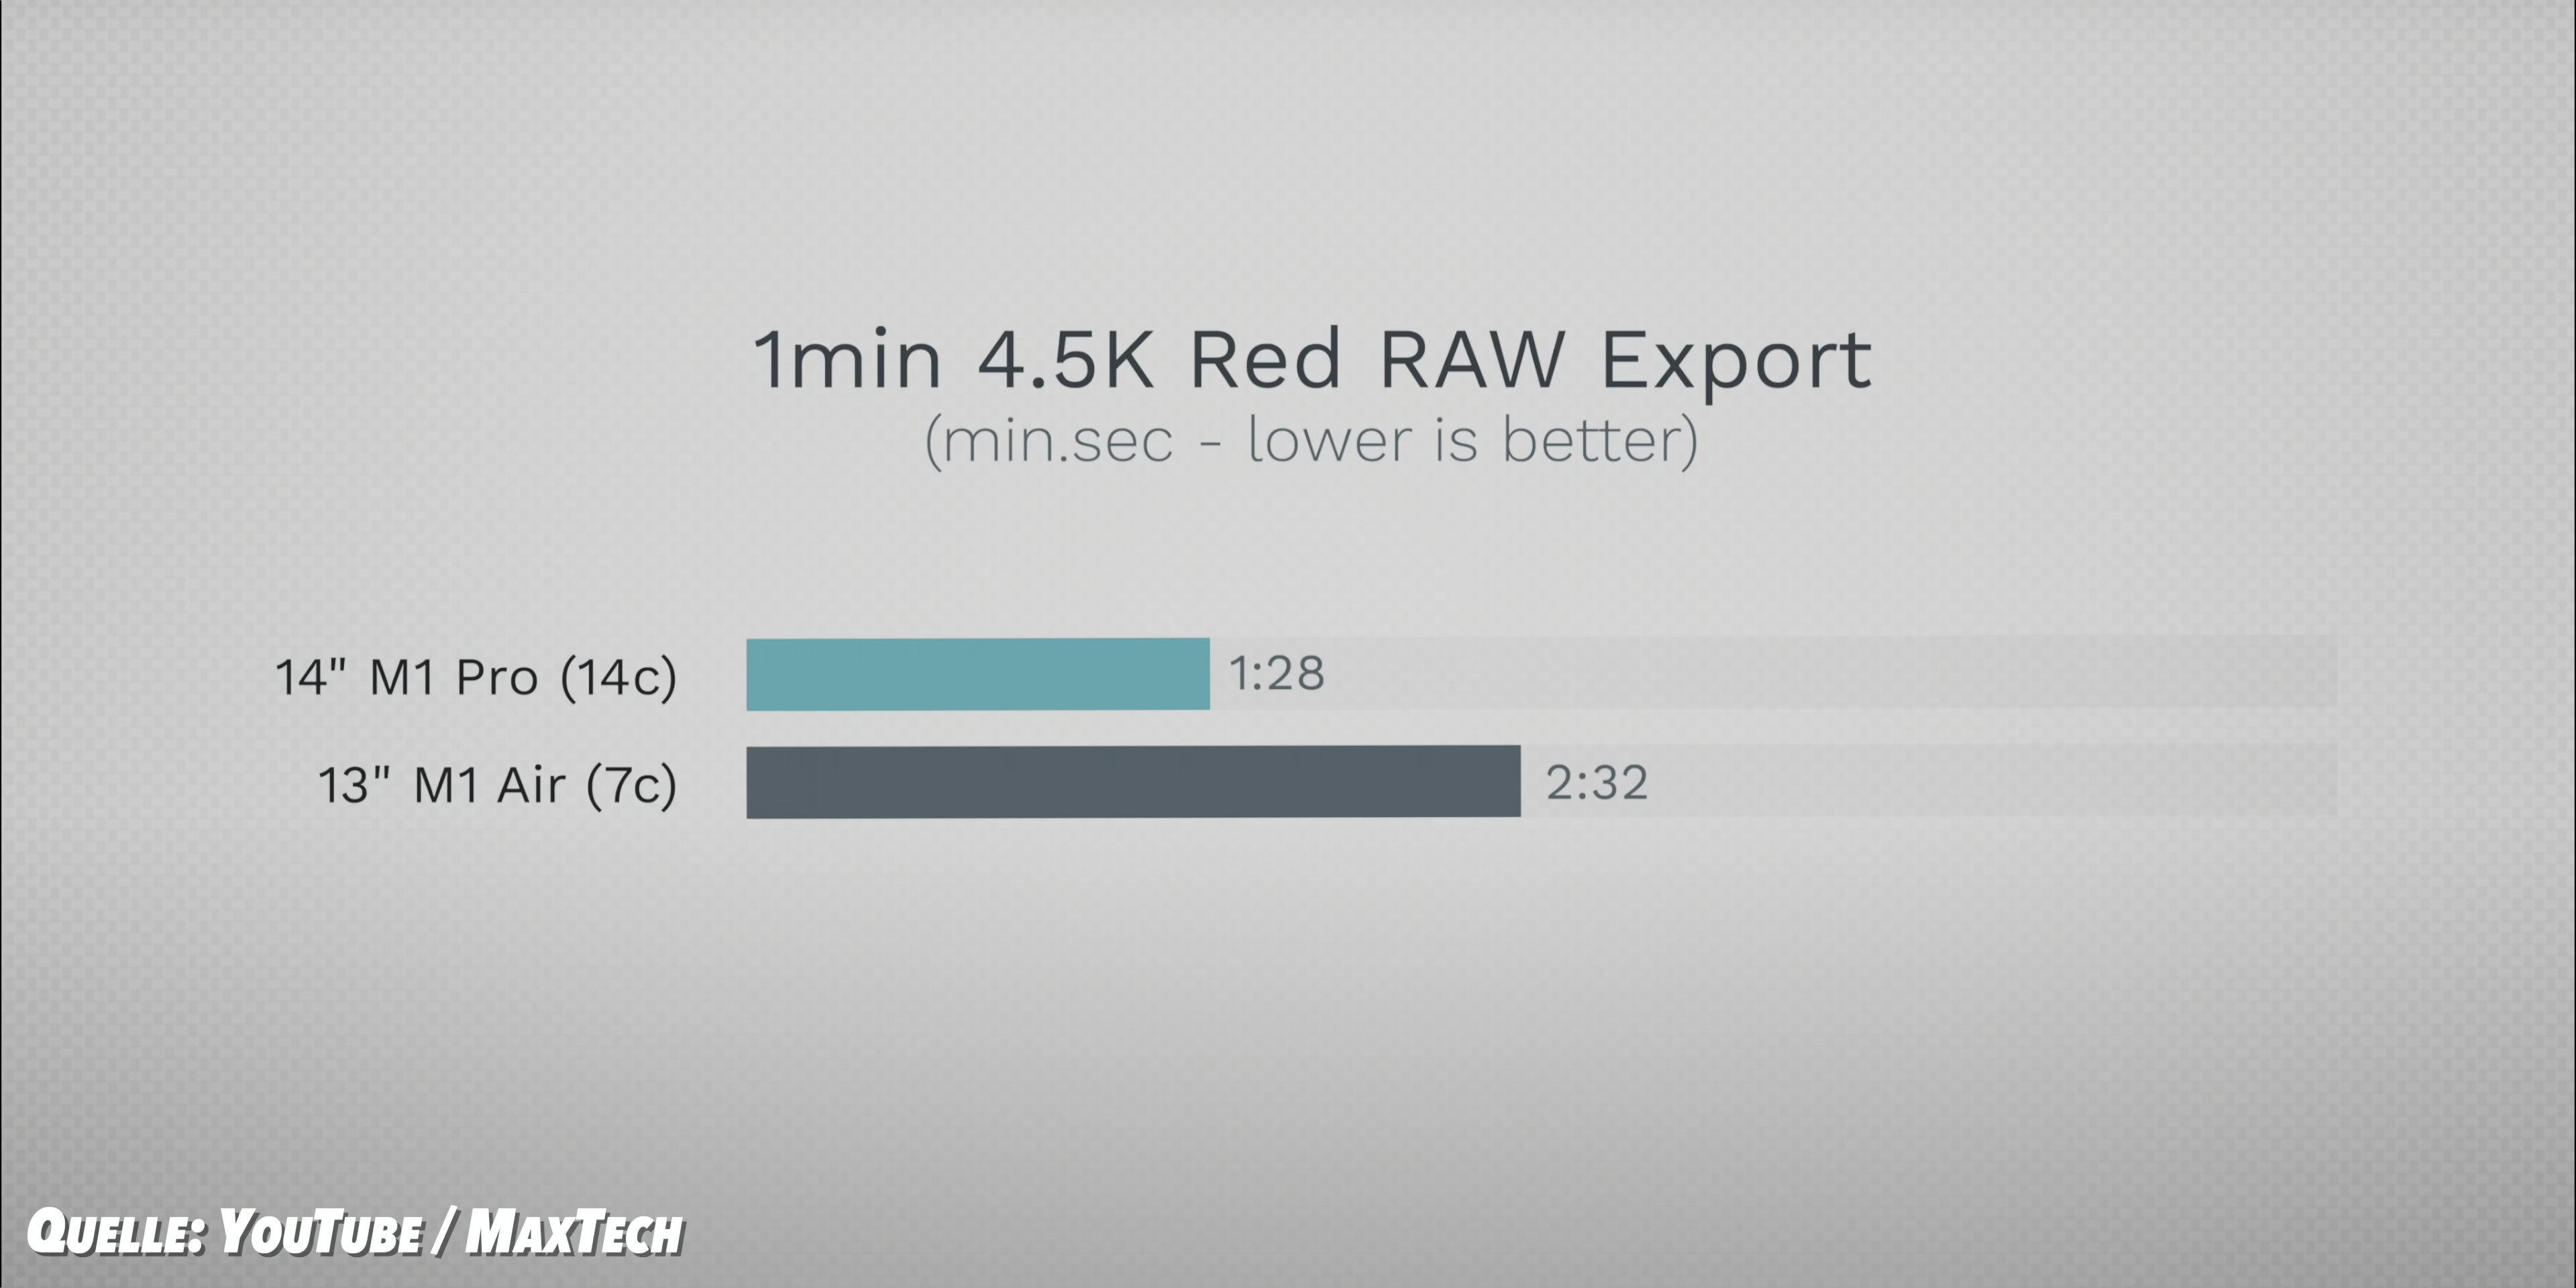 1min 4.5K Red RAW Export
(min.sec - lower is better)
14" M1 Pro (14c) 1:28
13" M1 Air (7c) 2:32
QUELLE: YOUTUBE / MAXTECH